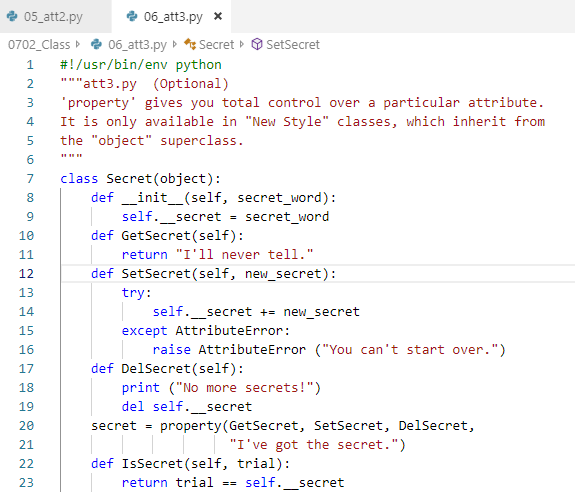 05_att2.py 06_att3.py ×
0702_Class 06_att3.py Secret SetSecret
1 #!/usr/bin/env python
2 """att3.py  (Optional)
3 'property' gives you total control over a particular attribute.
4 It is only available in "New Style" classes, which inherit from
5 the "object" superclass.
6 """
7 class Secret(object):
8     def __init__(self, secret_word):
9         self.__secret = secret_word
10     def GetSecret(self):
11         return "I'll never tell."
12     def SetSecret(self, new_secret):
13         try:
14             self.__secret += new_secret
15         except AttributeError:
16             raise AttributeError ("You can't start over.")
17     def DelSecret(self):
18         print ("No more secrets!")
19         del self.__secret
20     secret = property(GetSecret, SetSecret, DelSecret,
21                       "I've got the secret.")
22     def IsSecret(self, trial):
23         return trial == self.__secret